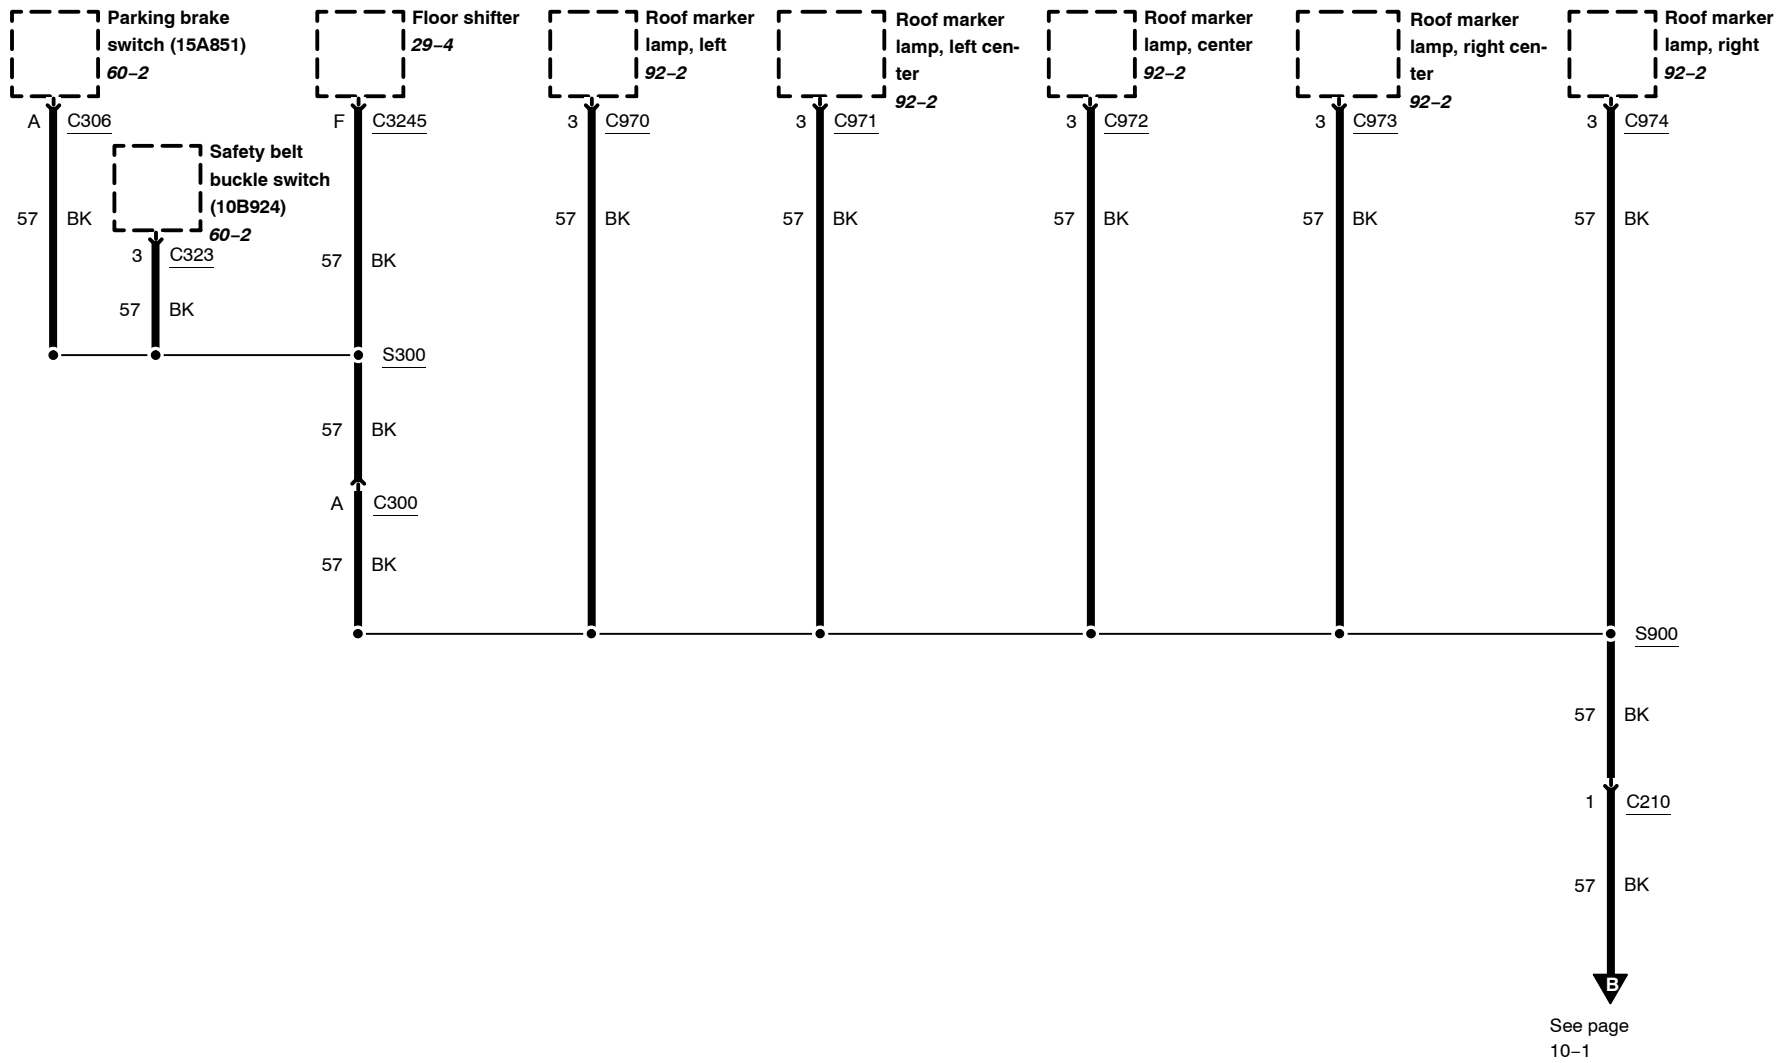 Parking brake
switch (15A851)
60–2
Floor shifter
29–4
Roof marker
lamp, left
92–2
Roof marker
lamp, left cen-
ter
92–2
Roof marker
lamp, center
92–2
Roof marker
lamp, right cen-
ter
92–2
Roof marker
lamp, right
92–2
A C306
F C3245
3 C970
3 C971
3 C972
3 C973
3 C974
Safety belt
buckle switch
(10B924)
60–2
57 BK
57 BK
57 BK
57 BK
57 BK
57 BK
3 C323
57 BK
57 BK
S300
57 BK
A C300
57 BK
S900
57 BK
1 C210
57 BK
B
See page
10–1